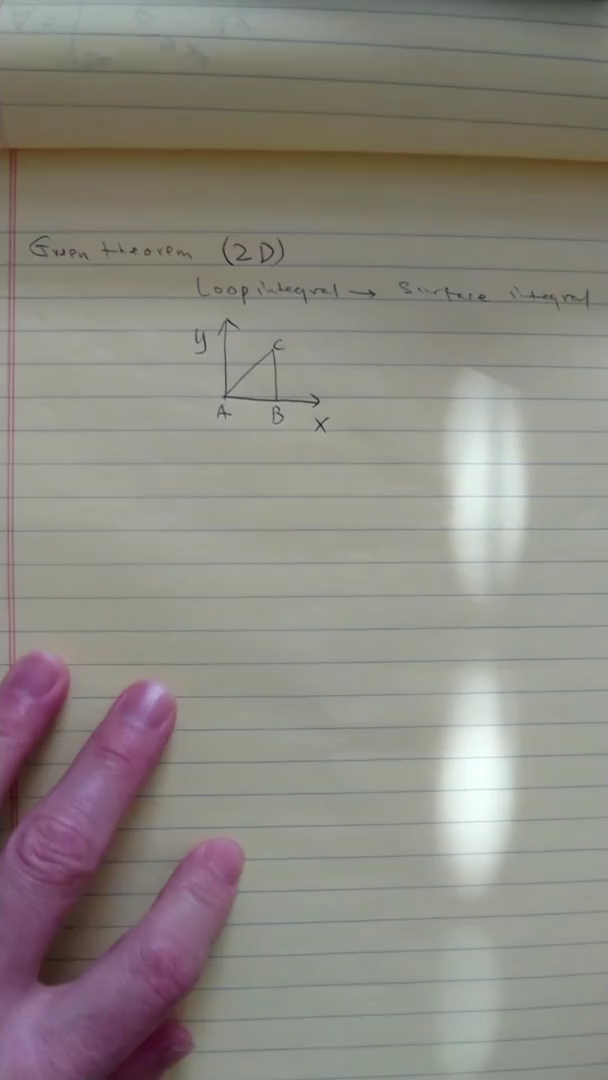 Green theorem (2D)
Loop integral → Surface integral
y
C
A B
x